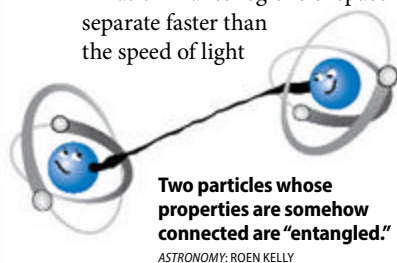 separate faster than
the speed of light
Two particles whose
properties are somehow
connected are “entangled.”
ASTRONOMY: ROEN KELLY